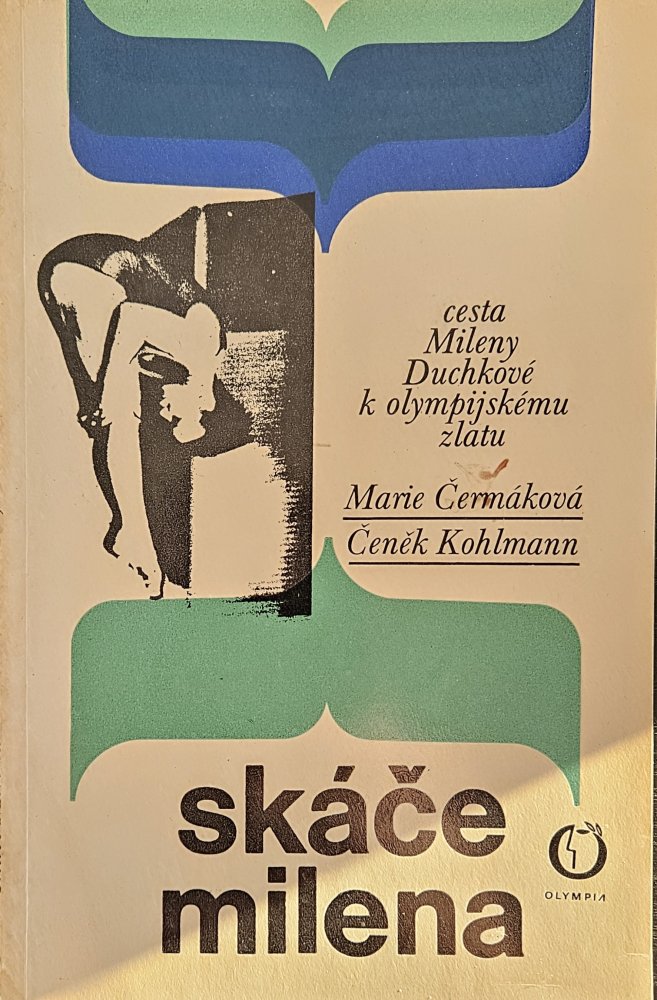 cesta
Mileny
Duchkové
k olympijskému
zlatu
Marie Čermáková
Čeněk Kohlmann
skáče
milena
OLYMPIA